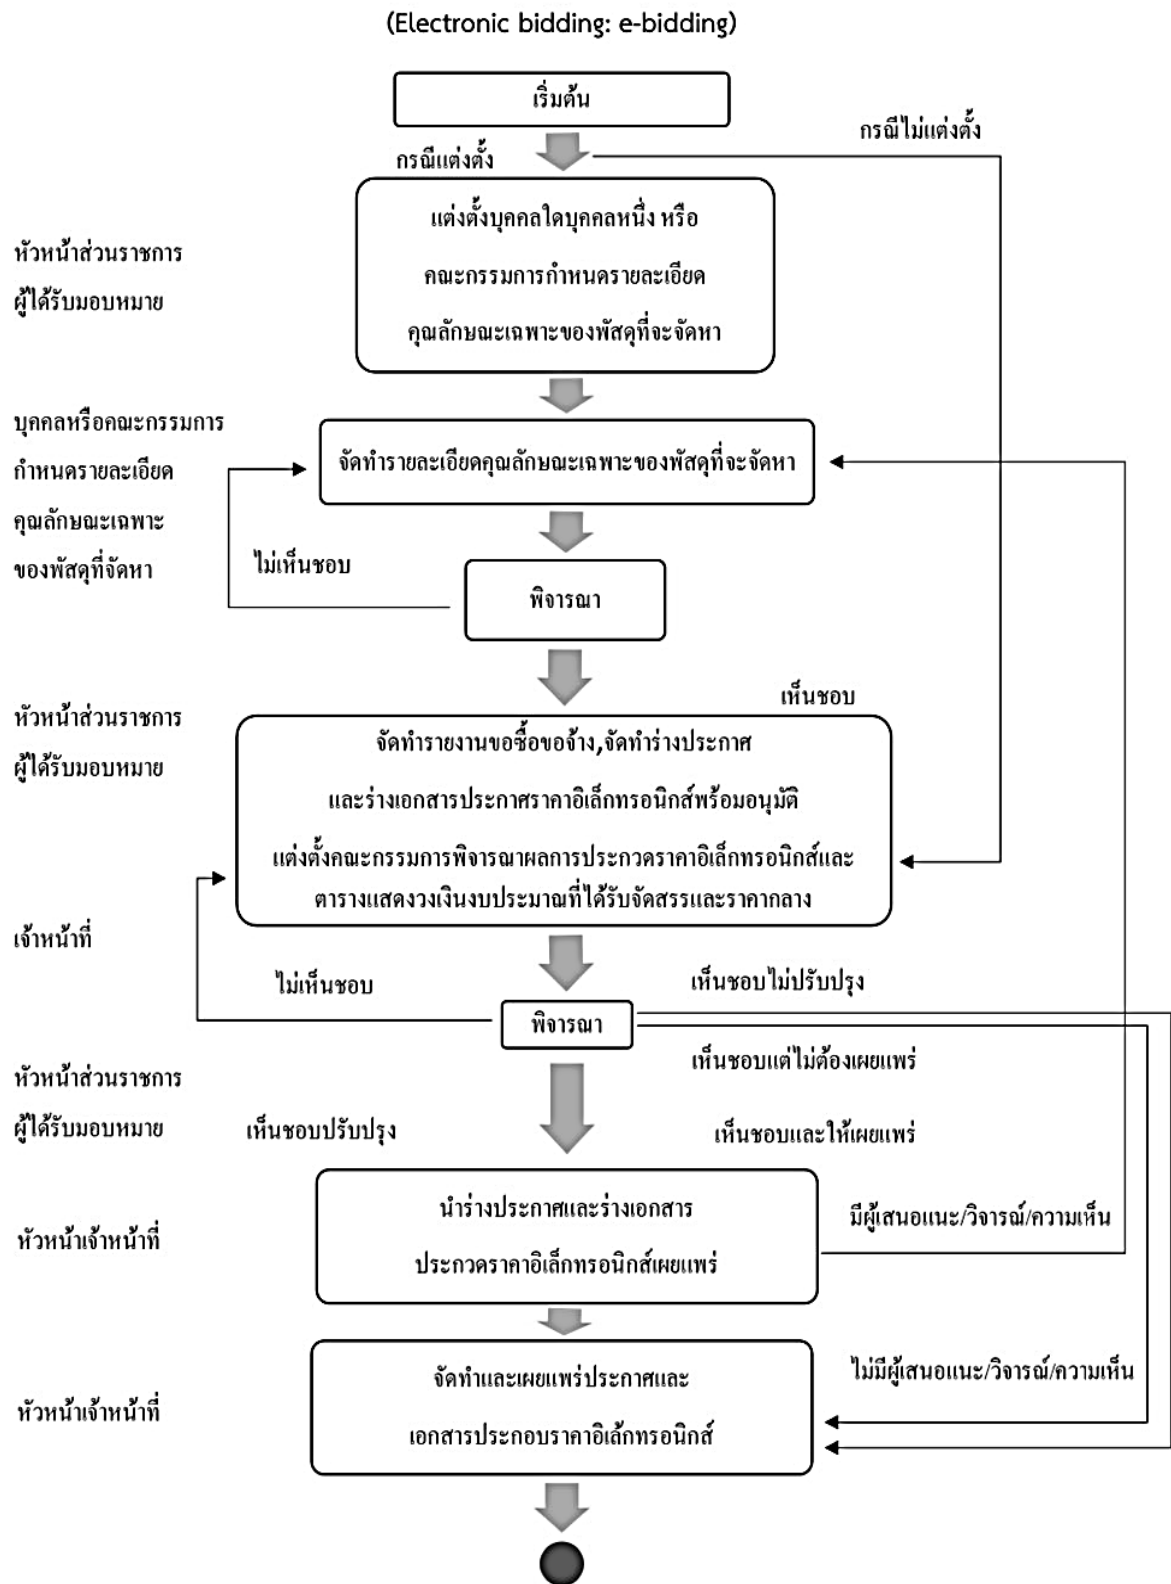 (Electronic bidding: e-bidding)
เริ่มต้น
กรณีไม่แต่งตั้ง
กรณีแต่งตั้ง
แต่งตั้งบุคคลใดบุคคลหนึ่ง หรือ
คณะกรรมการกำหนดรายละเอียด
คุณลักษณะเฉพาะของพัสดุที่จะจัดหา
หัวหน้าส่วนราชการ
ผู้ได้รับมอบหมาย
บุคคลหรือคณะกรรมการ
กำหนดรายละเอียด
คุณลักษณะเฉพาะ
ของพัสดุที่จัดหา
จัดทำรายละเอียดคุณลักษณะเฉพาะของพัสดุที่จะจัดหา
ไม่เห็นชอบ
พิจารณา
เห็นชอบ
หัวหน้าส่วนราชการ
ผู้ได้รับมอบหมาย
จัดทำรายงานขอซื้อขอจ้าง,จัดทำร่างประกาศ
และร่างเอกสารประกาศราคาอิเล็กทรอนิกส์พร้อมอนุมัติ
แต่งตั้งคณะกรรมการพิจารณาผลการประกวดราคาอิเล็กทรอนิกส์และ
ตารางแสดงวงเงินงบประมาณที่ได้รับจัดสรรและราคากลาง
เจ้าหน้าที่
ไม่เห็นชอบ
เห็นชอบไม่ปรับปรุง
พิจารณา
เห็นชอบแต่ไม่ต้องเผยแพร่
หัวหน้าส่วนราชการ
ผู้ได้รับมอบหมาย
เห็นชอบปรับปรุง
เห็นชอบและให้เผยแพร่
นำร่างประกาศและร่างเอกสาร
ประกวดราคาอิเล็กทรอนิกส์เผยแพร่
มีผู้เสนอแนะ/วิจารณ์/ความเห็น
หัวหน้าเจ้าหน้าที่
จัดทำและเผยแพร่ประกาศและ
เอกสารประกอบราคาอิเล้กทรอนิกส์
ไม่มีผู้เสนอแนะ/วิจารณ์/ความเห็น
หัวหน้าเจ้าหน้าที่